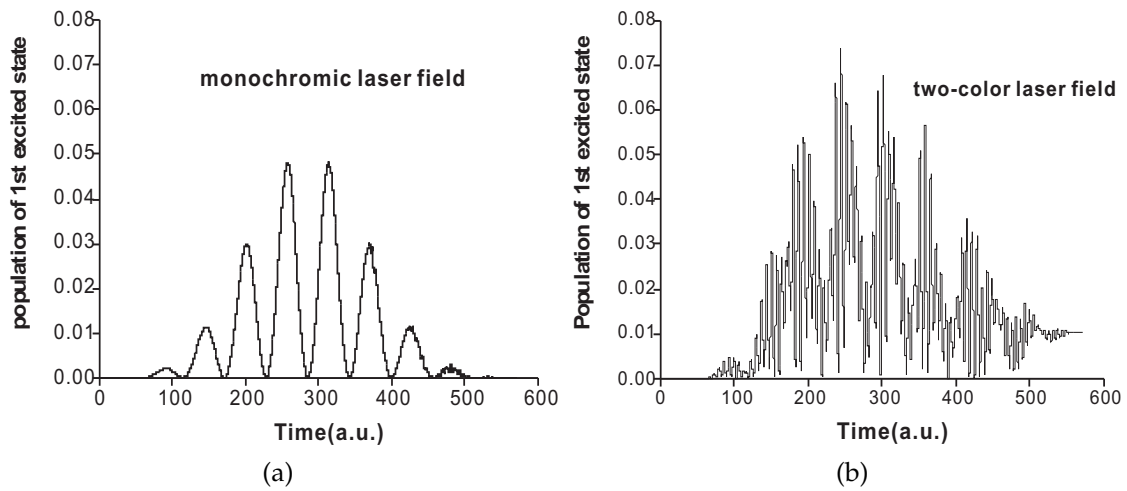 0.08
0.07
0.06
0.05
0.04
0.03
0.02
0.01
0.00
population of 1st excited state
monochromic laser field
0 100 200 300 400 500 600
Time(a.u.)
(a)
0.08
0.07
0.06
0.05
0.04
0.03
0.02
0.01
0.00
Population of 1st excited state
two-color laser field
0 100 200 300 400 500 600
Time(a.u.)
(b)